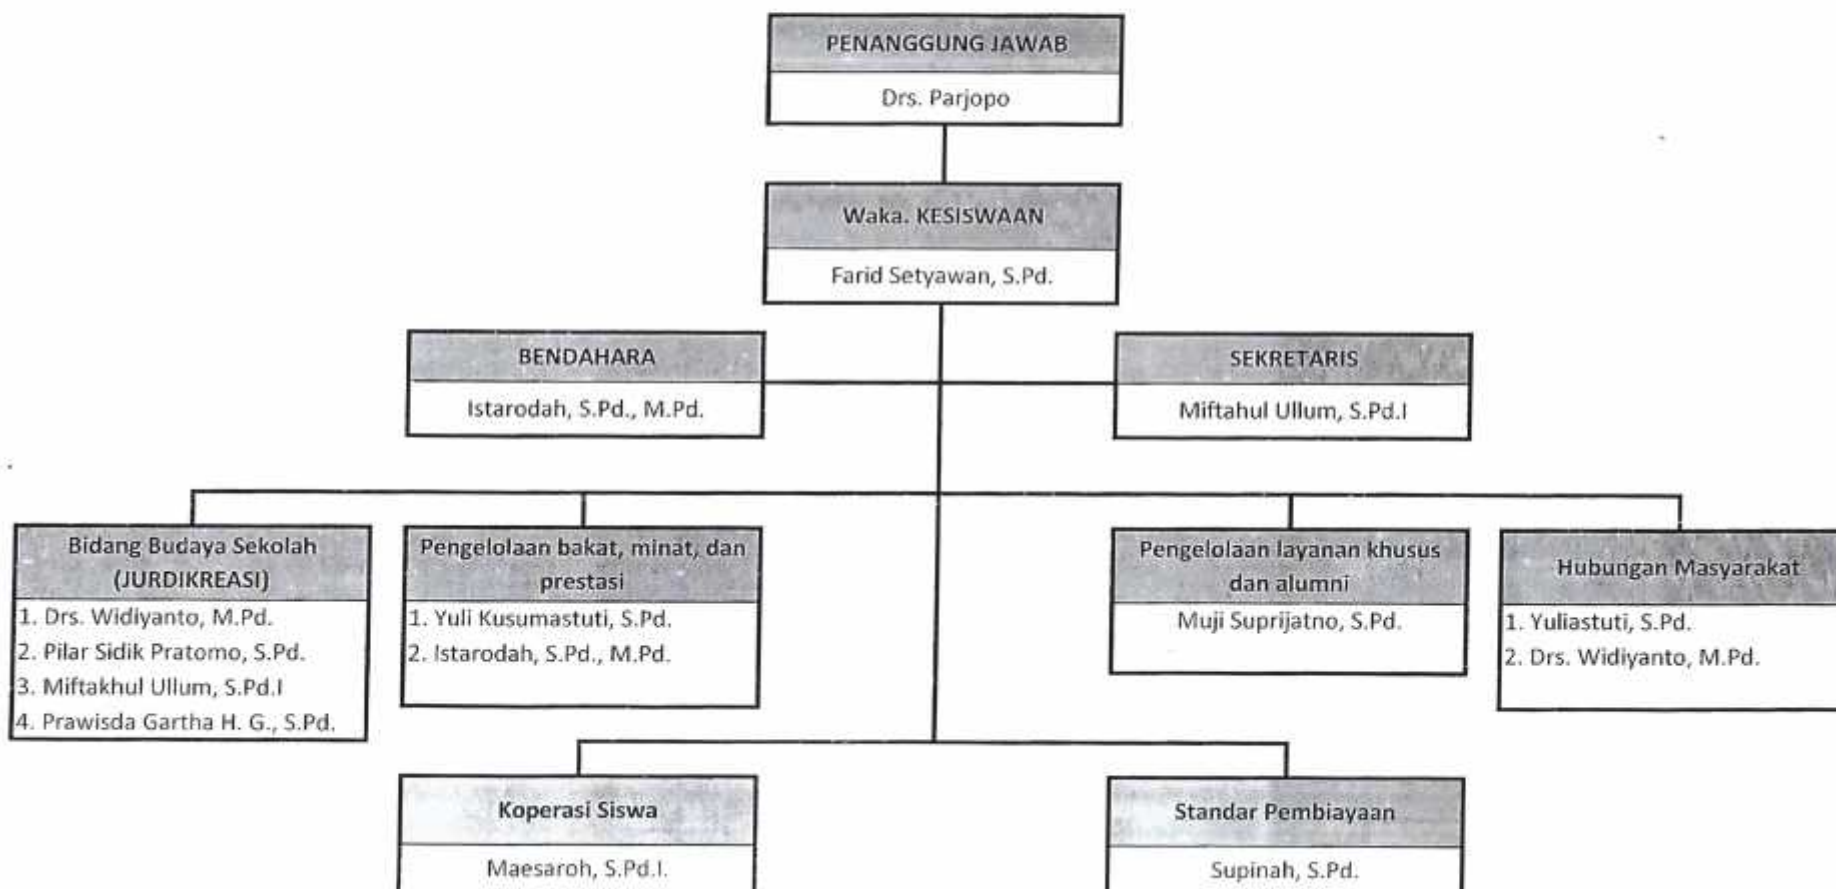 PENANGGUNG JAWAB
Drs. Parjopo
Waka. KESISWAAN
Farid Setyawan, S.Pd.
BENDAHARA
Istarodah, S.Pd., M.Pd.
SEKRETARIS
Miftahul Ullum, S.Pd.I
Bidang Budaya Sekolah
(JURDIKREASI)
1. Drs. Widiyanto, M.Pd.
2. Pilar Sidik Pratomo, S.Pd.
3. Miftakhul Ullum, S.Pd.I
4. Prawisda Gartha H. G., S.Pd.
Pengelolaan bakat, minat, dan
prestasi
1. Yuli Kusumastuti, S.Pd.
2. Istarodah, S.Pd., M.Pd.
Pengelolaan layanan khusus
dan alumni
Muji Suprijatno, S.Pd.
Hubungan Masyarakat
1. Yuliastuti, S.Pd.
2. Drs. Widiyanto, M.Pd.
Koperasi Siswa
Maesaroh, S.Pd.I.
Standar Pembiayaan
Supinah, S.Pd.